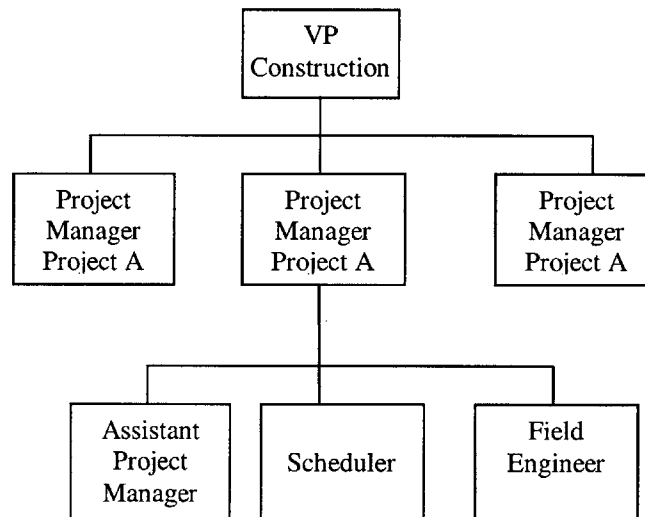 VP
Construction
Project
Manager
Project A
Project
Manager
Project A
Project
Manager
Project A
Assistant
Project
Manager
Scheduler
Field
Engineer